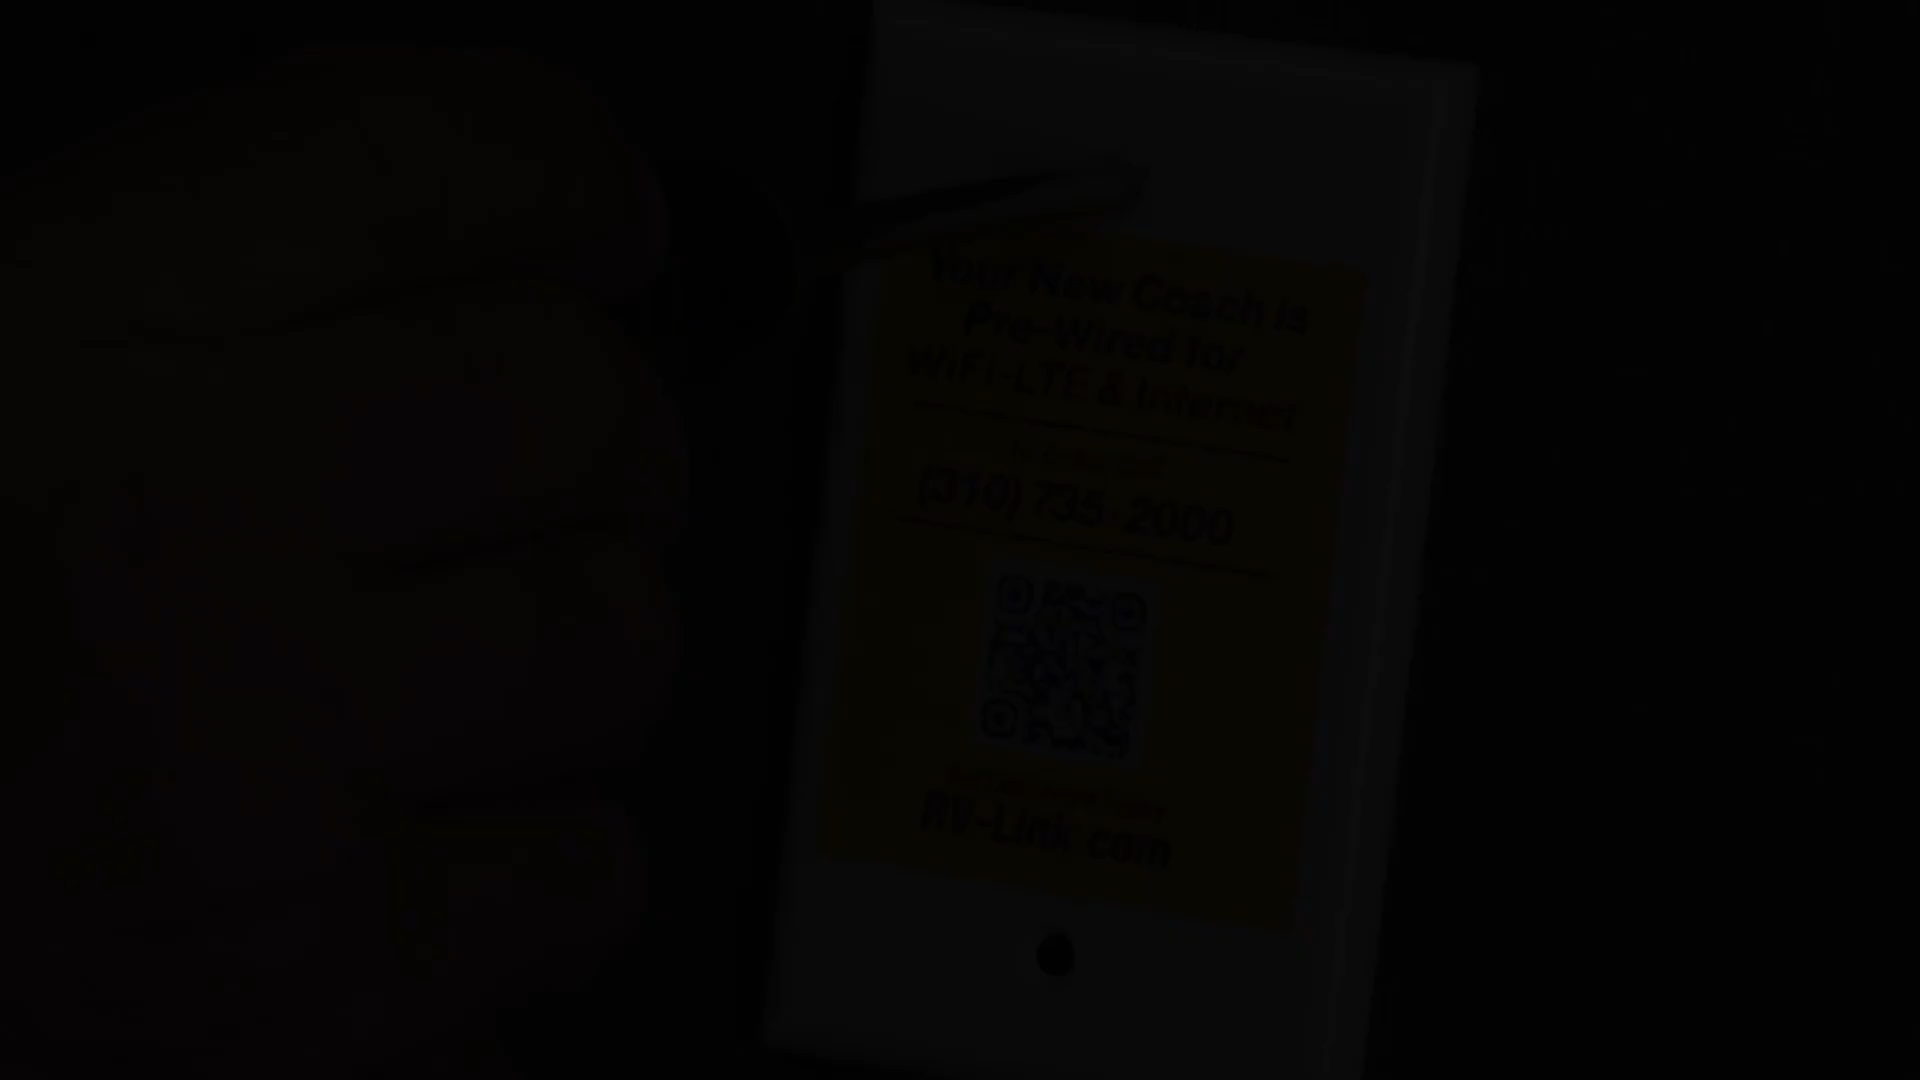 Your New Coach is
Pre-Wired for
WiFi-LTE & Internet
(310) 735-2000
RV-Link.com